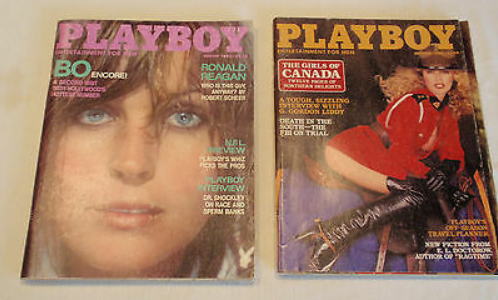 PLAYBOY
ENTERTAINMENT FOR MEN
BO ENCORE!
A SECOND VISIT
WITH HOLLYWOOD'S
HOTTEST NUMBER
RONALD
REAGAN
WHO IS THIS GUY,
ANYWAY? BY
ROBERT SCHEER
N.F.L.
PREVIEW
PLAYBOY'S WHIZ
PICKS THE PROS
PLAYBOY
INTERVIEW
DR. SHOCKLEY
ON RACE AND
SPERM BANKS
PLAYBOY
ENTERTAINMENT FOR MEN
THE GIRLS OF
CANADA
TWELVE PAGES OF
NORTHERN DELIGHTS
A TOUGH, SIZZLING
INTERVIEW WITH
G. GORDON LIDDY
DEATH IN THE
SOUTH—THE
FBI ON TRIAL
PLAYBOY'S
OFF-SEASON
TRAVEL PLANNER
NEW FICTION FROM
E. L. DOCTOROW,
AUTHOR OF "RAGTIME"